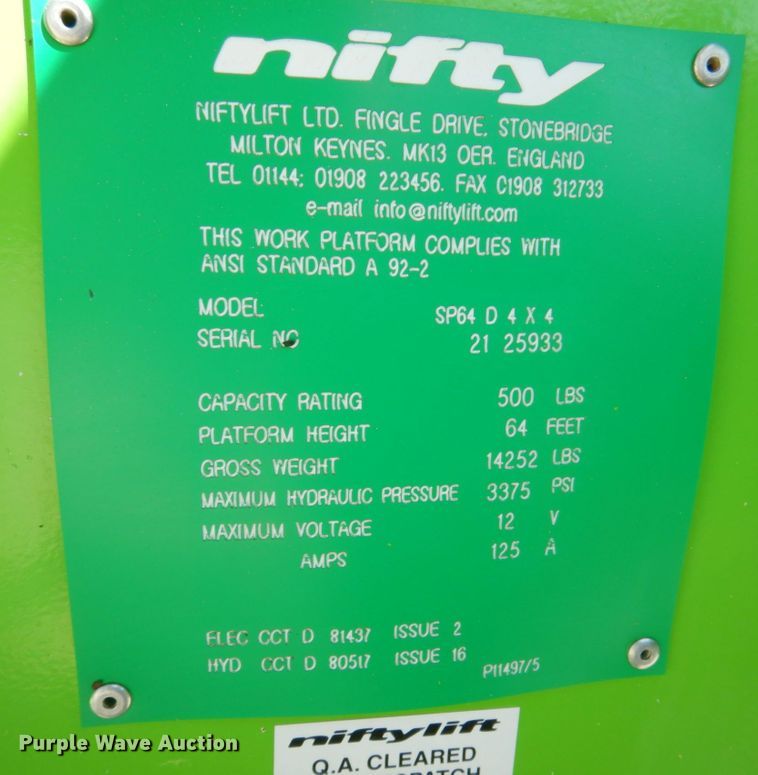 nifty
NIFTYLIFT LTD. FINGLE DRIVE, STONEBRIDGE
MILTON KEYNES. MK13 OER. ENGLAND
TEL 01144: 01908 223456. FAX 01908 312733
e-mail info@niftylift.com
THIS WORK PLATFORM COMPLIES WITH
ANSI STANDARD A 92-2
MODEL SP64 D 4 X 4
SERIAL NO 21 25933
CAPACITY RATING 500 LBS
PLATFORM HEIGHT 64 FEET
GROSS WEIGHT 14252 LBS
MAXIMUM HYDRAULIC PRESSURE 3375 PSI
MAXIMUM VOLTAGE 12 V
AMPS 125 A
ELEC CCT D 81437 ISSUE 2
HYD CCT D 80517 ISSUE 16
P11497/5
niftylift
Q.A. CLEARED
Purple Wave Auction